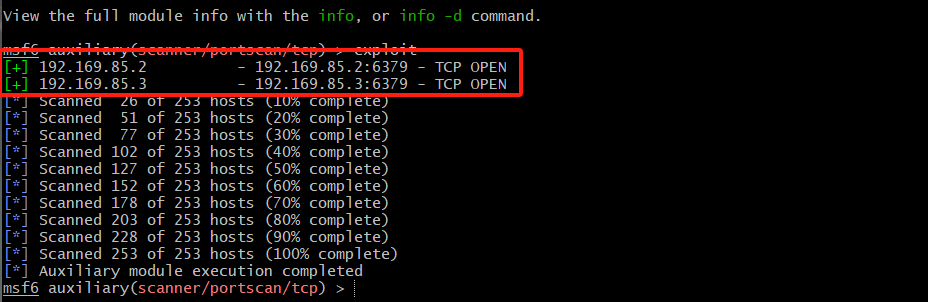 View the full module info with the info, or info -d command.
msf6 auxiliary(scanner/portscan/tcp) > exploit
[+] 192.169.85.2 - 192.169.85.2:6379 - TCP OPEN
[+] 192.169.85.3 - 192.169.85.3:6379 - TCP OPEN
[*] Scanned 26 of 253 hosts (10% complete)
[*] Scanned 51 of 253 hosts (20% complete)
[*] Scanned 77 of 253 hosts (30% complete)
[*] Scanned 102 of 253 hosts (40% complete)
[*] Scanned 127 of 253 hosts (50% complete)
[*] Scanned 152 of 253 hosts (60% complete)
[*] Scanned 178 of 253 hosts (70% complete)
[*] Scanned 203 of 253 hosts (80% complete)
[*] Scanned 228 of 253 hosts (90% complete)
[*] Scanned 253 of 253 hosts (100% complete)
[*] Auxiliary module execution completed
msf6 auxiliary(scanner/portscan/tcp) >